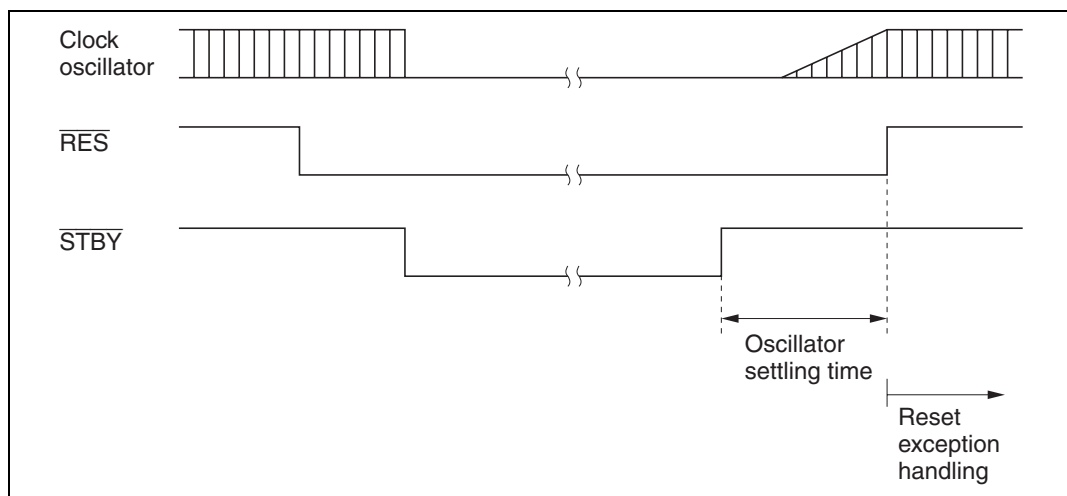 Clock
oscillator
RES
STBY
Oscillator
settling time
Reset
exception
handling